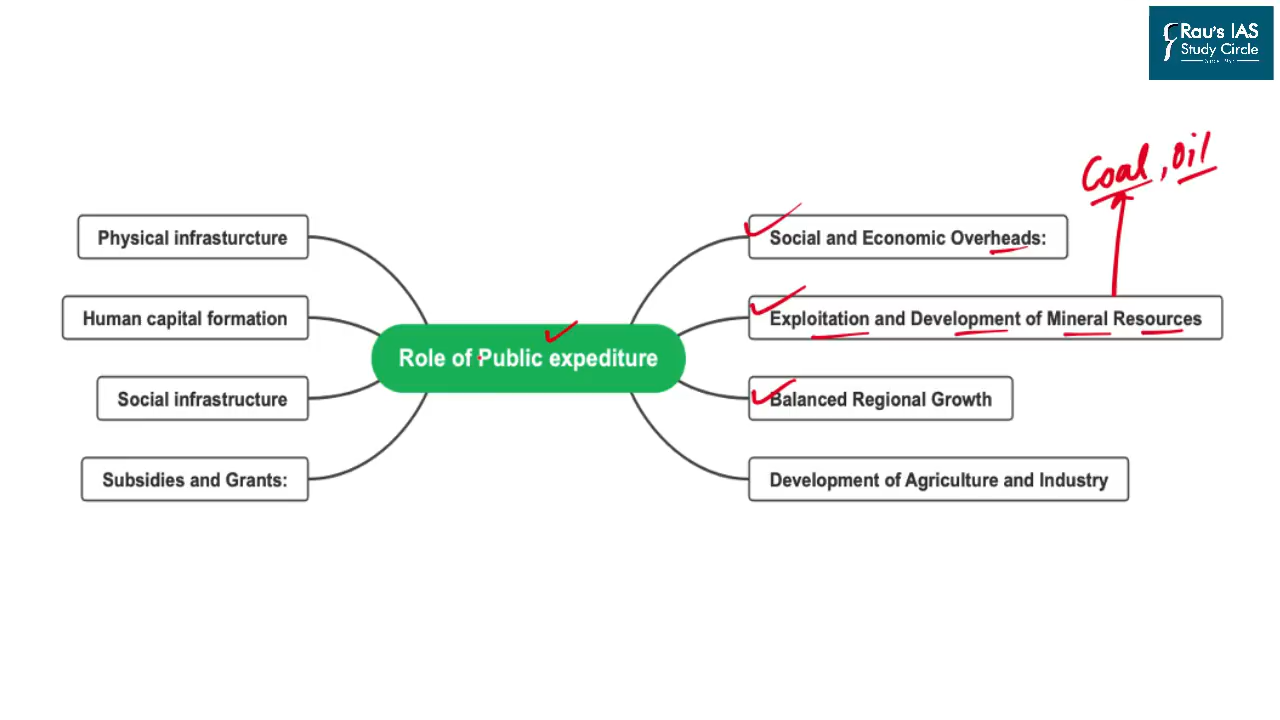 Rau's IAS
Study Circle
Coal, Oil
Physical infrasturcture
Human capital formation
Social infrastructure
Subsidies and Grants:
Role of Public expediture
Social and Economic Overheads:
Exploitation and Development of Mineral Resources
Balanced Regional Growth
Development of Agriculture and Industry